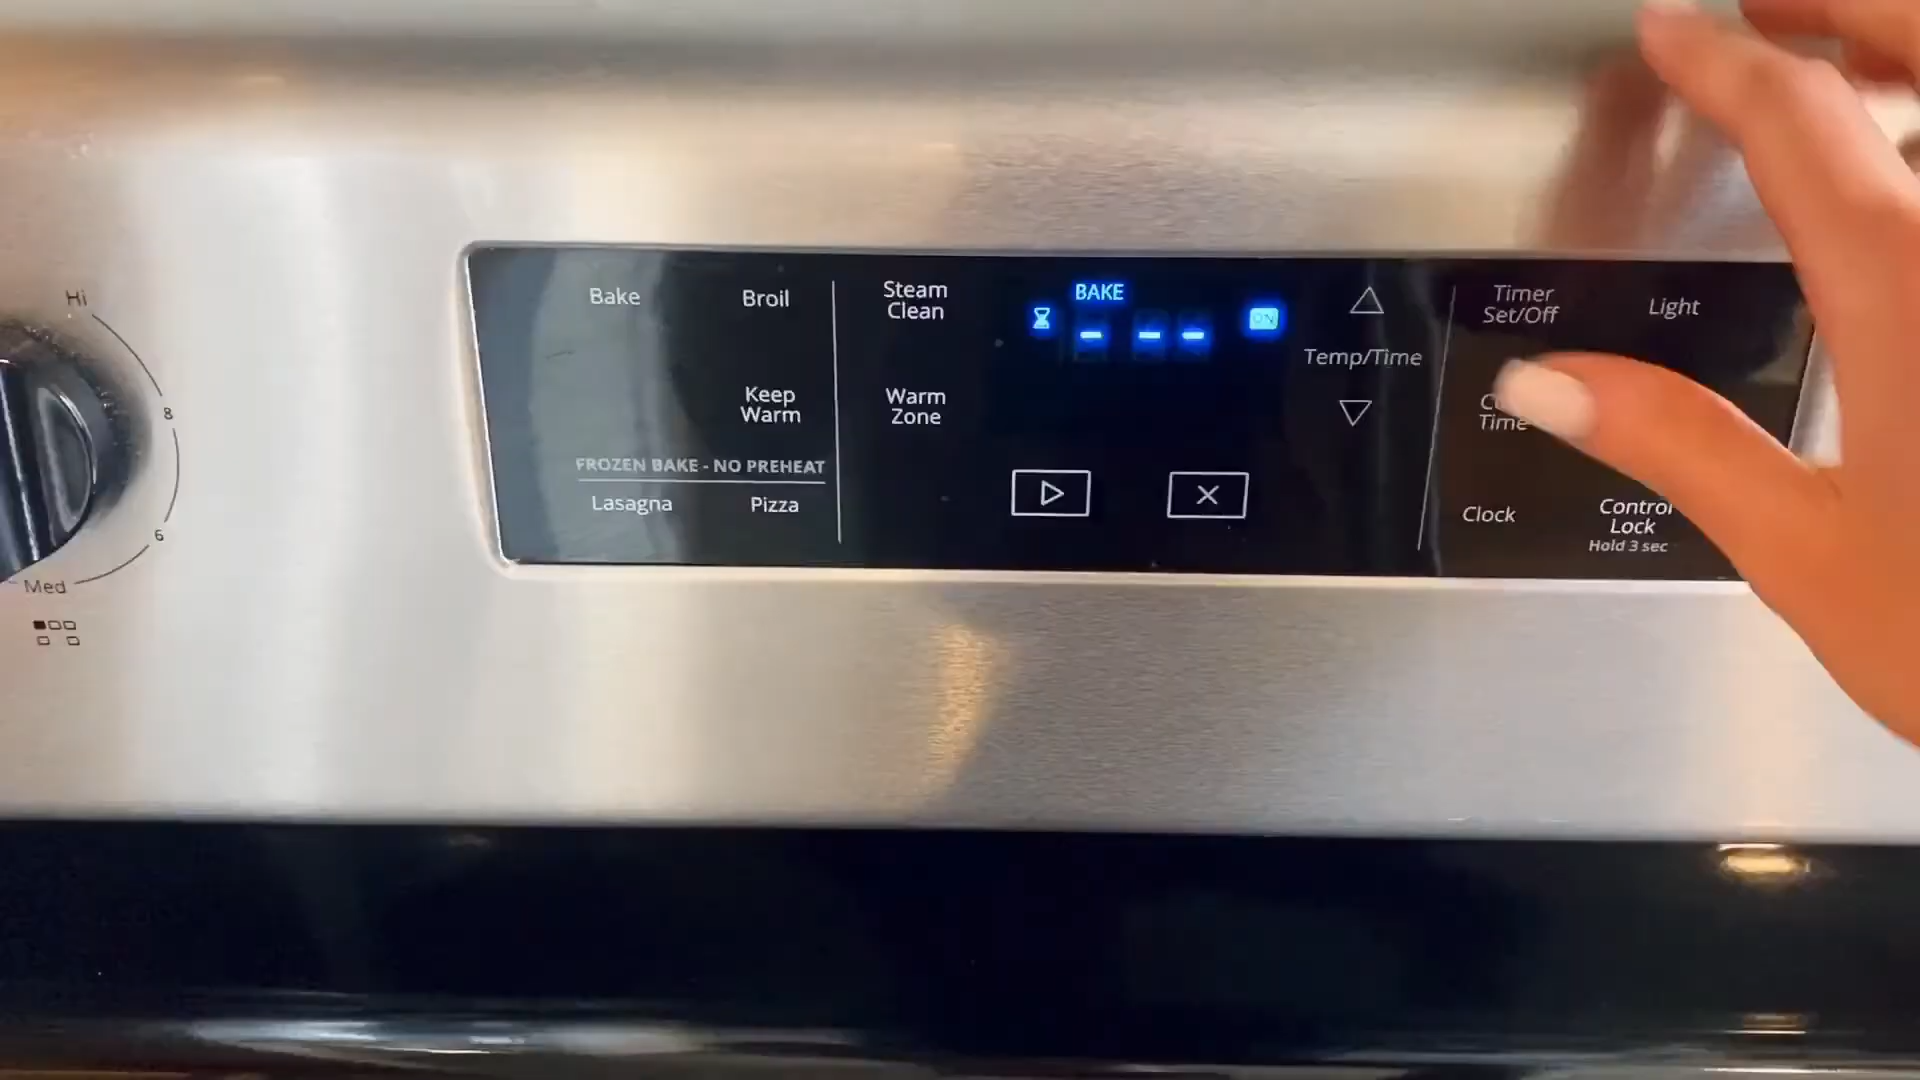 Hi
8
6
Med
Bake
Broil
Keep
Warm
FROZEN BAKE - NO PREHEAT
Lasagna
Pizza
Steam
Clean
Warm
Zone
BAKE
- - -
ON
Temp/Time
Timer
Set/Off
Light
Time
Clock
Control
Lock
Hold 3 sec